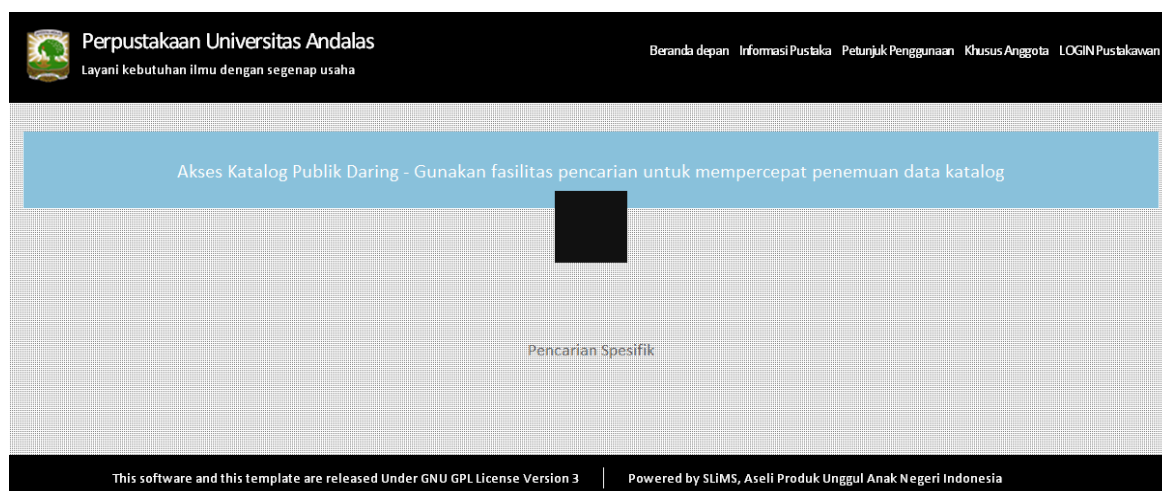 Perpustakaan Universitas Andalas
Layani kebutuhan ilmu dengan segenap usaha
Beranda depan Informasi Pustaka Petunjuk Penggunaan Khusus Anggota LOGIN Pustakawan
Akses Katalog Publik Daring - Gunakan fasilitas pencarian untuk mempercepat penemuan data katalog
Pencarian Spesifik
This software and this template are released Under GNU GPL License Version 3
Powered by SLiMS, Aseli Produk Unggul Anak Negeri Indonesia